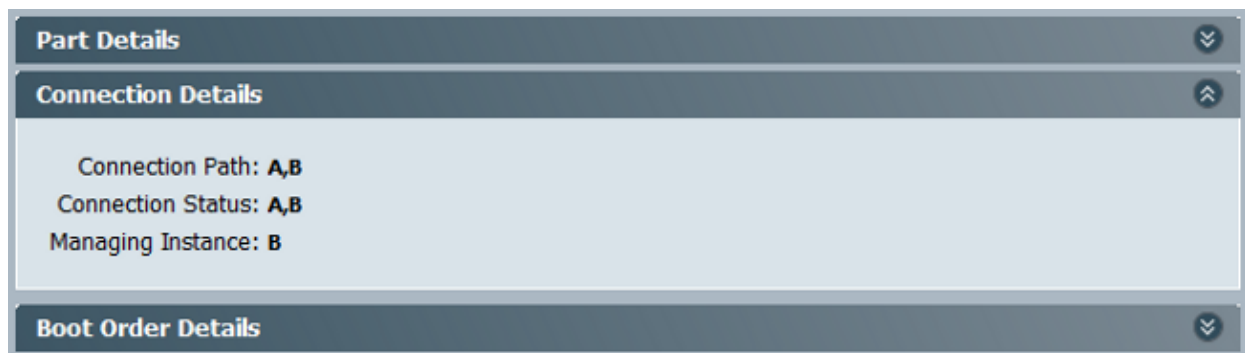 Part Details
Connection Details
Connection Path: A,B
Connection Status: A,B
Managing Instance: B
Boot Order Details